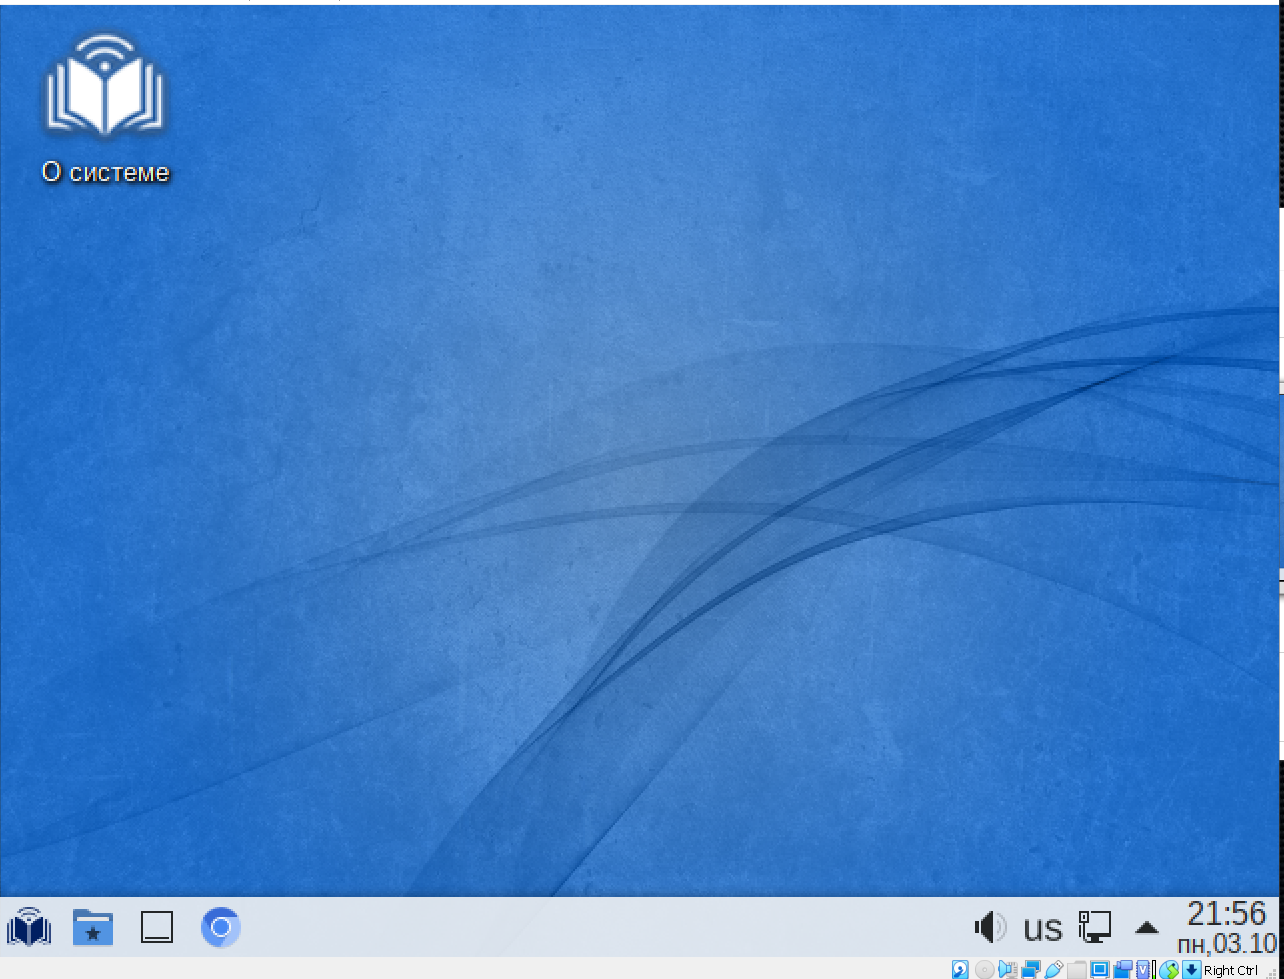 О системе
us
21:56
пн,03.10
Right Ctrl